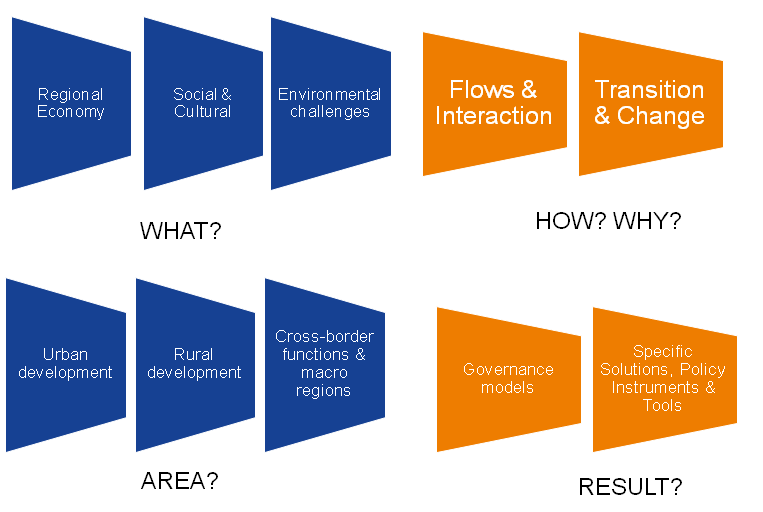 Regional
Economy
Social &
Cultural
Environmental
challenges
Flows &
Interaction
Transition
& Change
WHAT?
HOW? WHY?
Urban
development
Rural
development
Cross-border
functions &
macro
regions
Governance
models
Specific
Solutions, Policy
Instruments &
Tools
AREA?
RESULT?